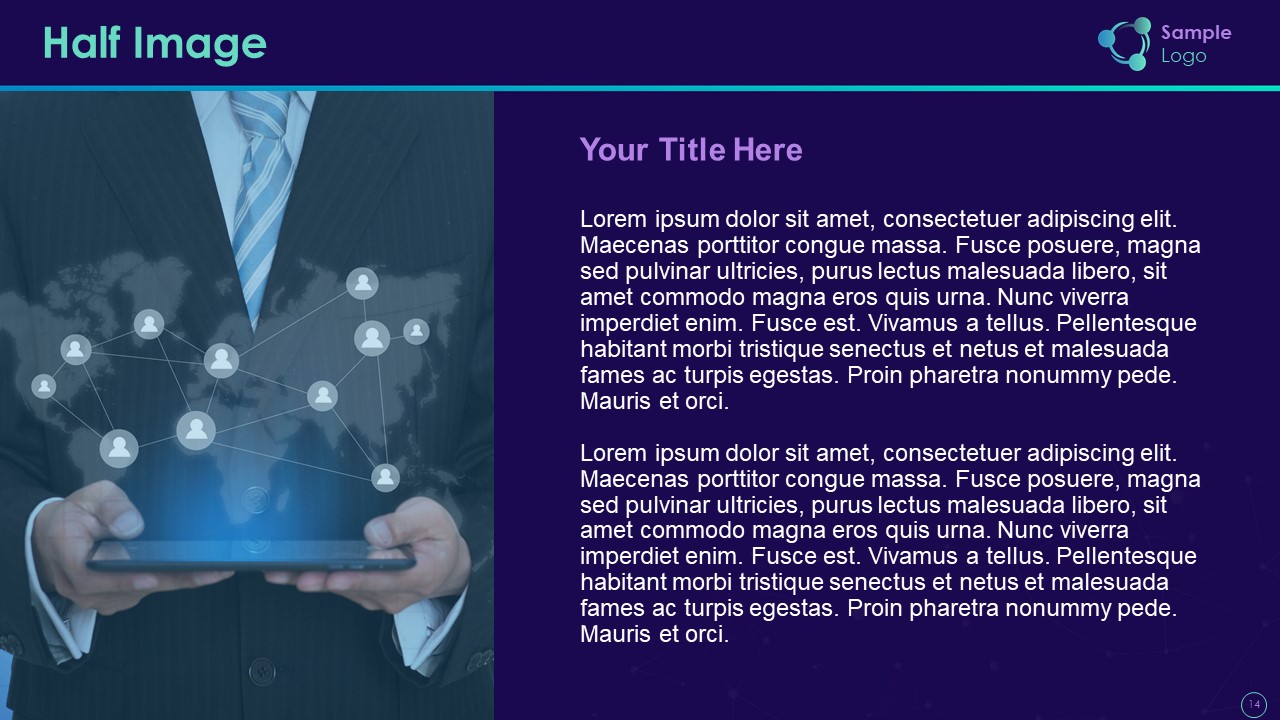 Half Image
Sample
Logo
Your Title Here
Lorem ipsum dolor sit amet, consectetuer adipiscing elit.
Maecenas porttitor congue massa. Fusce posuere, magna
sed pulvinar ultricies, purus lectus malesuada libero, sit
amet commodo magna eros quis urna. Nunc viverra
imperdiet enim. Fusce est. Vivamus a tellus. Pellentesque
habitant morbi tristique senectus et netus et malesuada
fames ac turpis egestas. Proin pharetra nonummy pede.
Mauris et orci.
Lorem ipsum dolor sit amet, consectetuer adipiscing elit.
Maecenas porttitor congue massa. Fusce posuere, magna
sed pulvinar ultricies, purus lectus malesuada libero, sit
amet commodo magna eros quis urna. Nunc viverra
imperdiet enim. Fusce est. Vivamus a tellus. Pellentesque
habitant morbi tristique senectus et netus et malesuada
fames ac turpis egestas. Proin pharetra nonummy pede.
Mauris et orci.
14